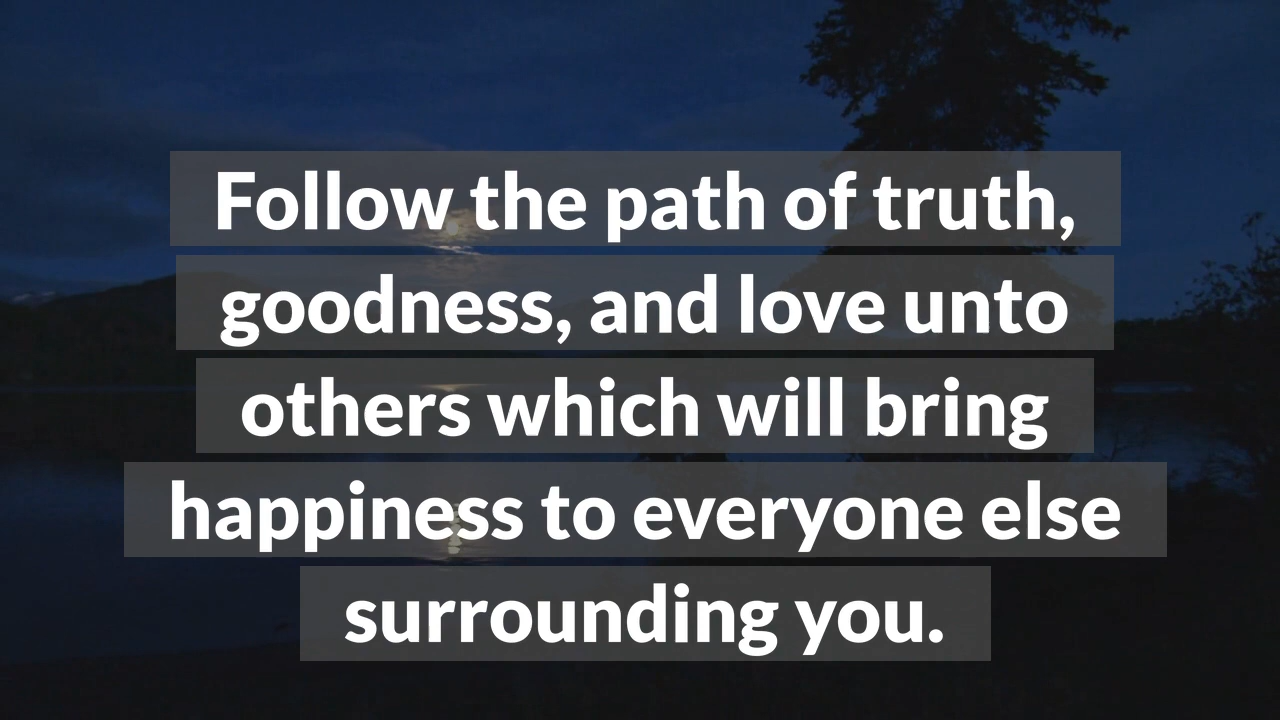 Follow the path of truth,
goodness, and love unto
others which will bring
happiness to everyone else
surrounding you.